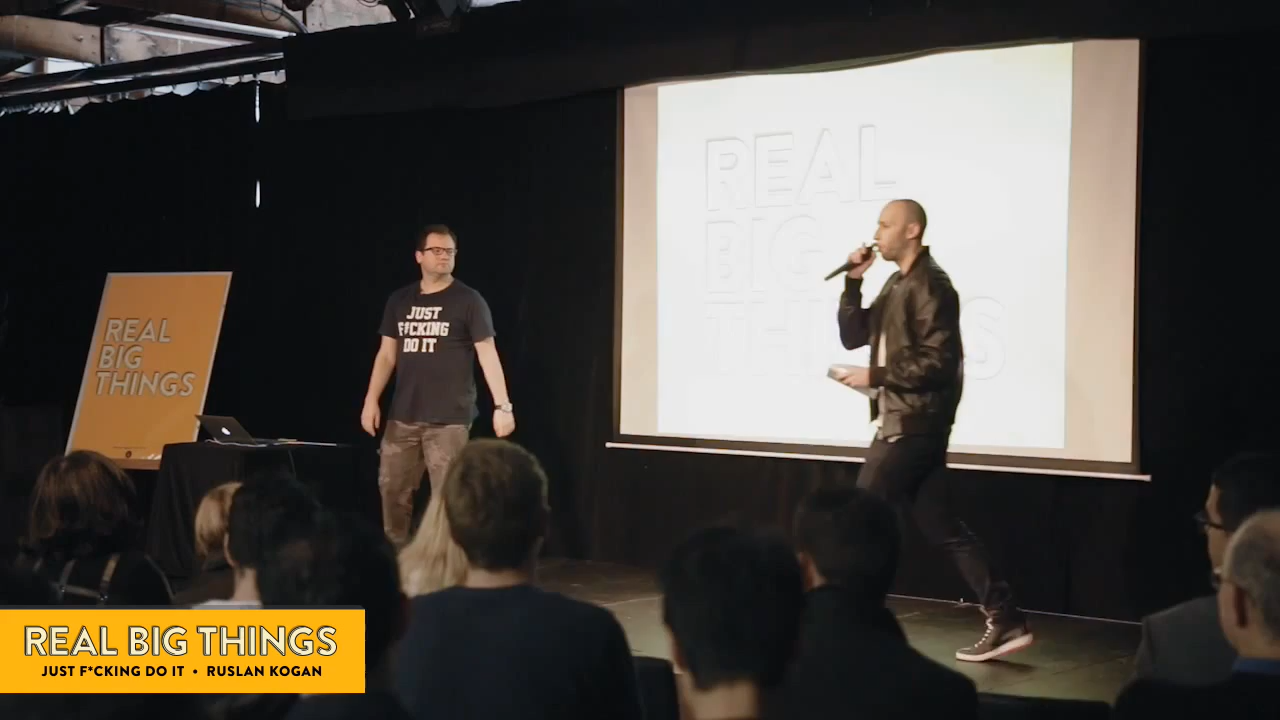 REAL
BIG
THINGS
REAL
BIG
THINGS
JUST
F*CKING
DO IT
REAL BIG THINGS
JUST F*CKING DO IT • RUSLAN KOGAN